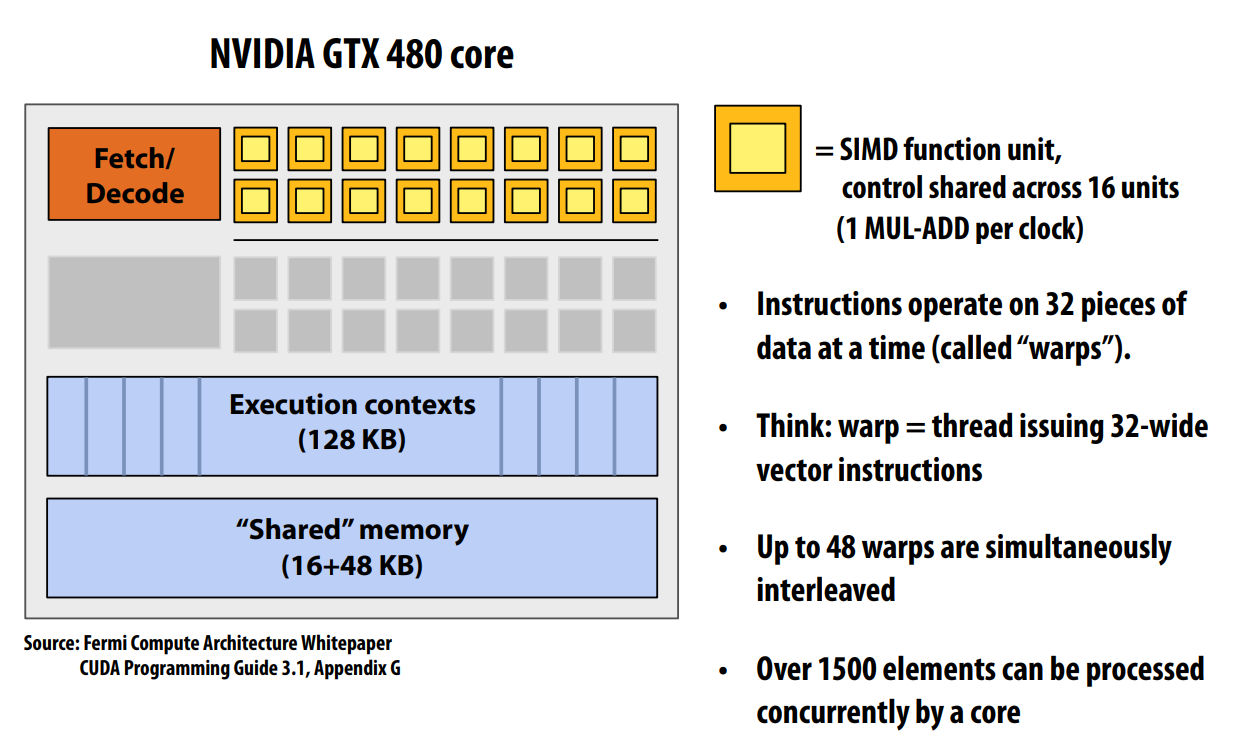 NVIDIA GTX 480 core
Fetch/
Decode
Execution contexts
(128 KB)
“Shared” memory
(16+48 KB)
Source: Fermi Compute Architecture Whitepaper
CUDA Programming Guide 3.1, Appendix G
= SIMD function unit,
control shared across 16 units
(1 MUL-ADD per clock)
• Instructions operate on 32 pieces of
data at a time (called “warps”).
• Think: warp = thread issuing 32-wide
vector instructions
• Up to 48 warps are simultaneously
interleaved
• Over 1500 elements can be processed
concurrently by a core